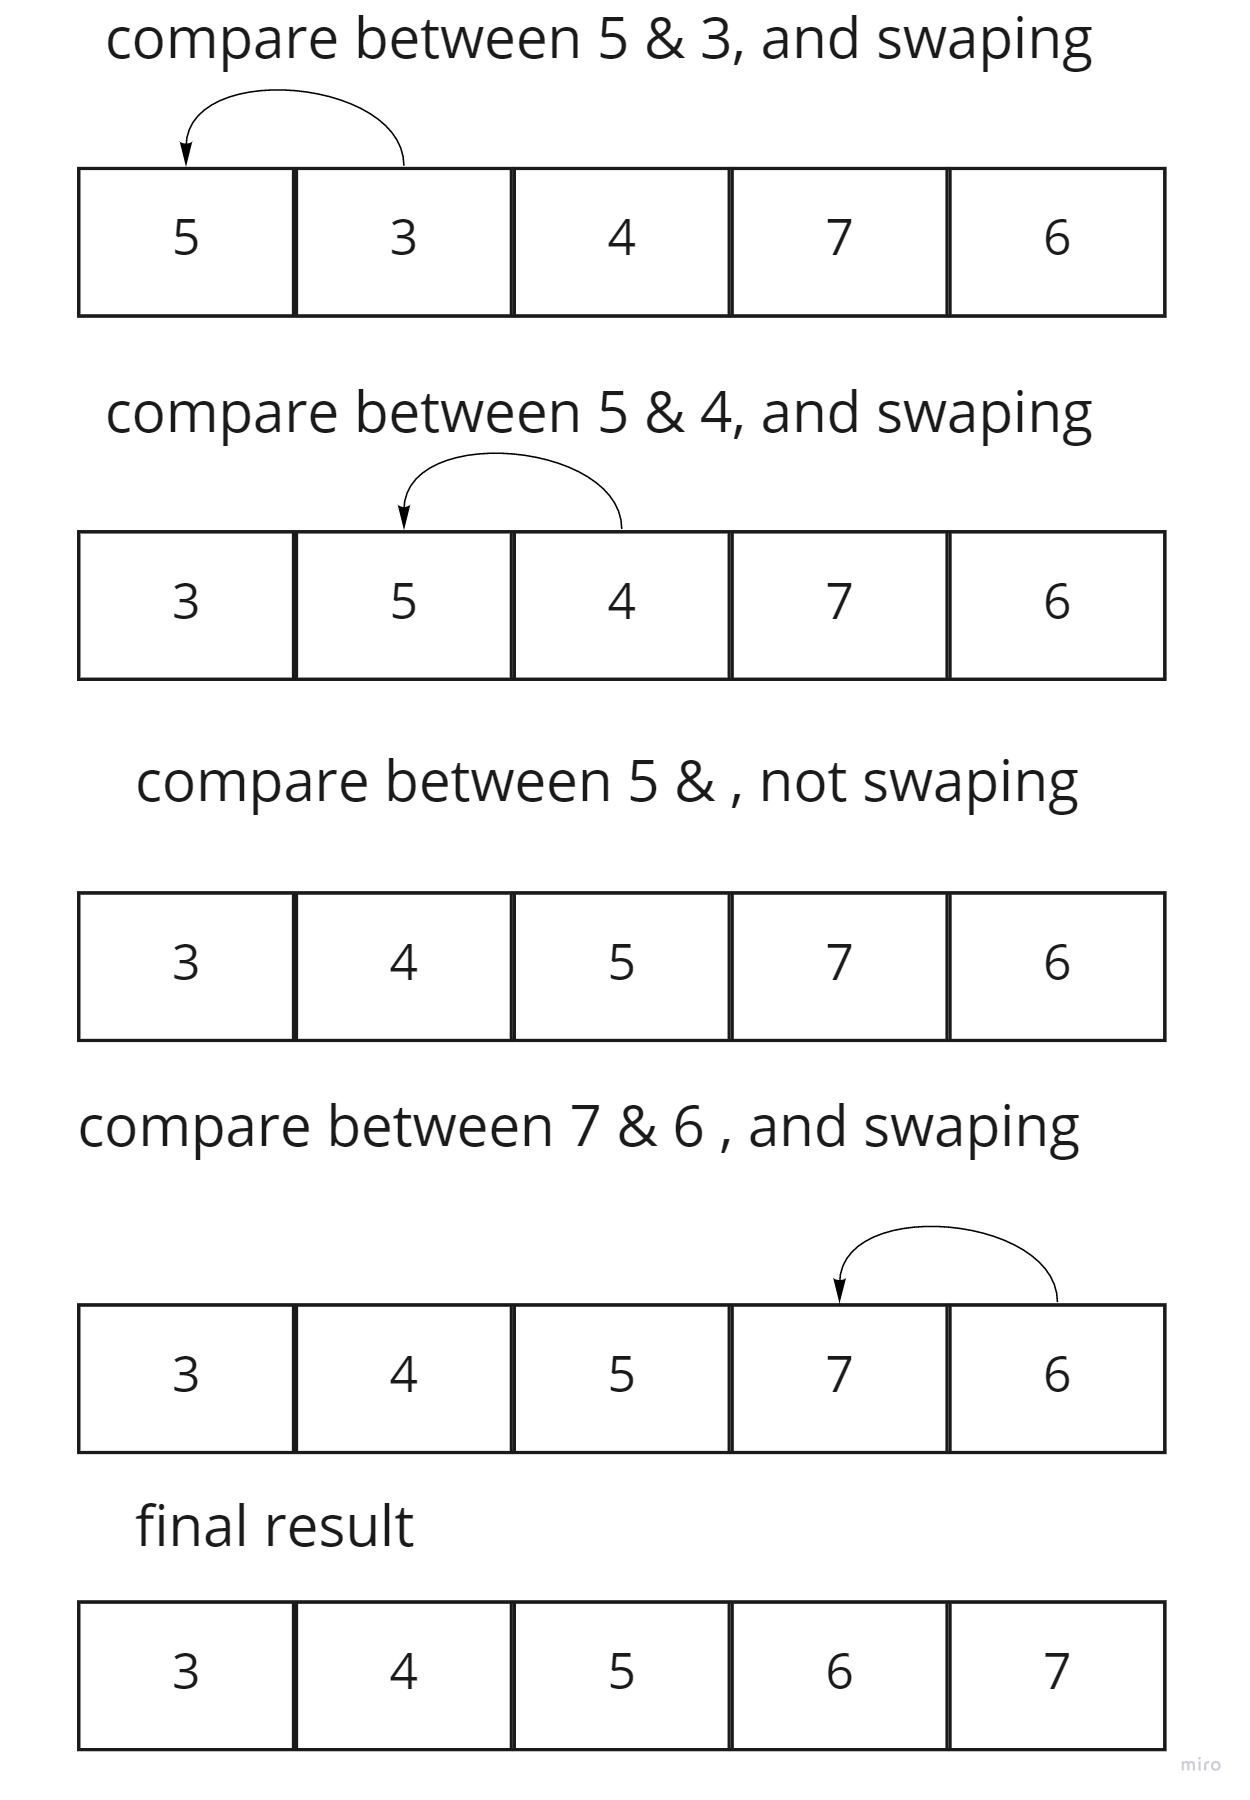 compare between 5 & 3, and swaping
5 3 4 7 6
compare between 5 & 4, and swaping
3 5 4 7 6
compare between 5 & , not swaping
3 4 5 7 6
compare between 7 & 6 , and swaping
3 4 5 7 6
final result
3 4 5 6 7
miro